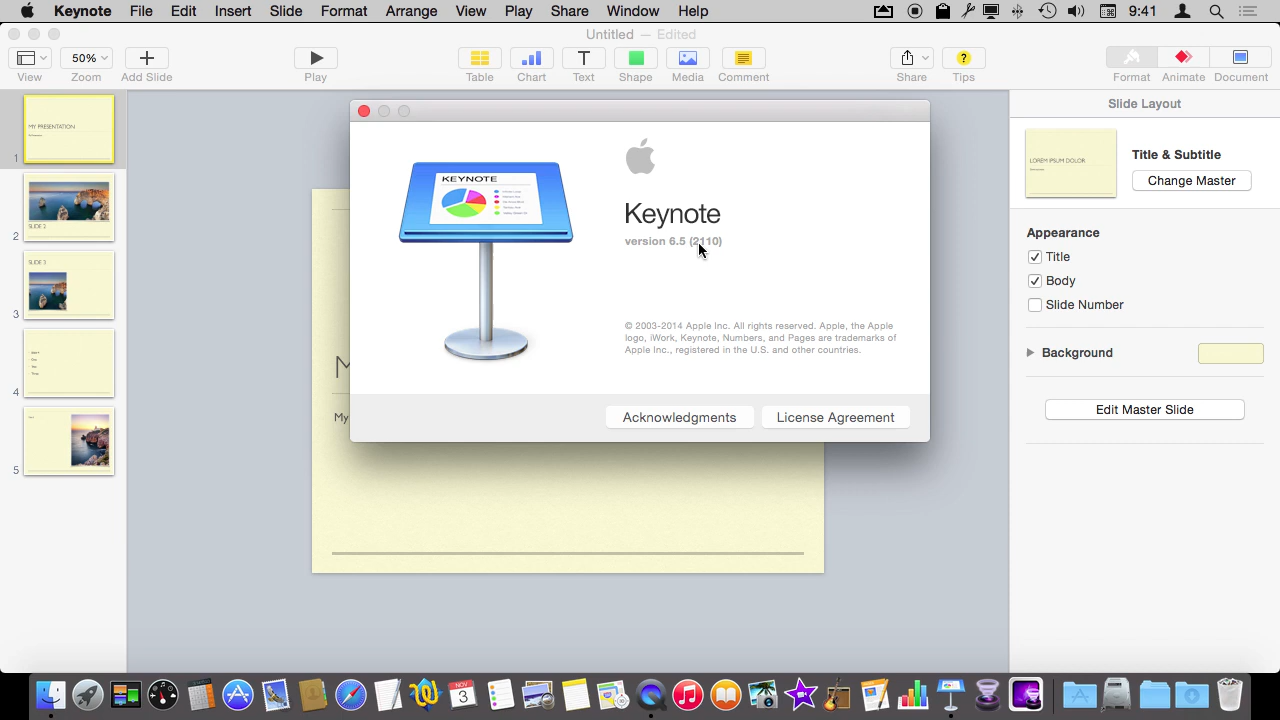 Keynote File Edit Insert Slide Format Arrange View Play Share Window Help 9:41
Untitled — Edited
50%
View Zoom Add Slide Play Table Chart Text Shape Media Comment Share Tips Format Animate Document
Slide Layout
MY PRESENTATION
1
SLIDE 2
2
SLIDE 3
3
4
5
KEYNOTE
Keynote
version 6.5 (2110)
© 2003-2014 Apple Inc. All rights reserved. Apple, the Apple
logo, iWork, Keynote, Numbers, and Pages are trademarks of
Apple Inc., registered in the U.S. and other countries.
Acknowledgments License Agreement
M
My
LOREM IPSUM DOLOR
Title & Subtitle
Change Master
Appearance
Title
Body
Slide Number
Background
Edit Master Slide
NOV
3